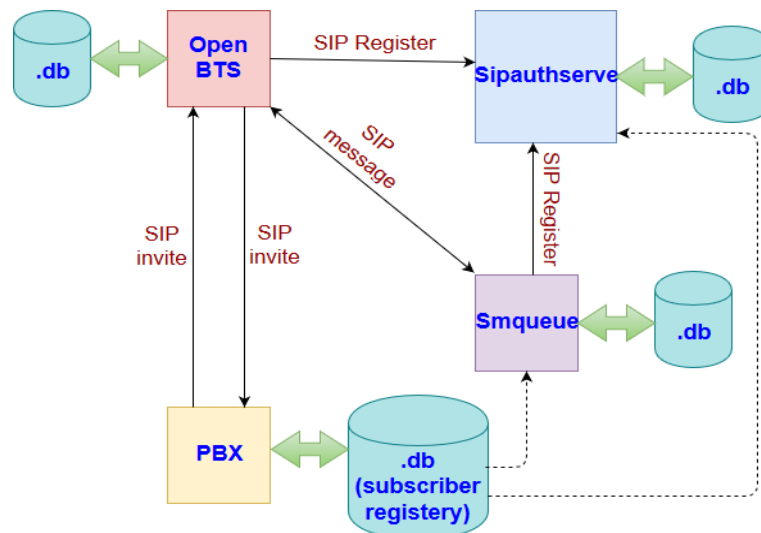 Open
BTS
.db
SIP Register
Sipauthserve
.db
SIP
message
SIP Register
SIP
invite
SIP
invite
Smqueue
.db
PBX
.db
(subscriber
registery)